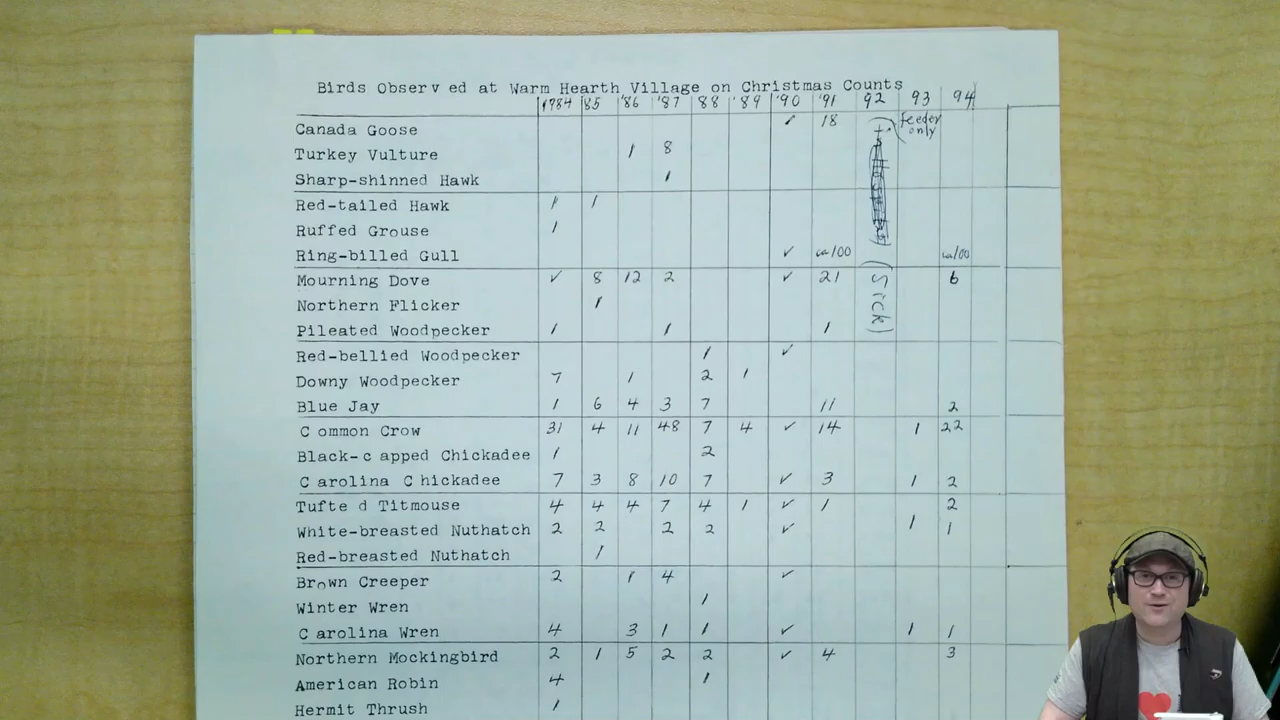 Birds Observ ed at Warm Hearth Village on Christmas Counts
1984 '85 '86 '87 88 '89 '90 '91 92 93 94
Canada Goose ✓ 18 feeder only
Turkey Vulture 1 8
Sharp-shinned Hawk 1
Red-tailed Hawk 1 1
Ruffed Grouse 1
Ring-billed Gull ✓ ca100 ca100
Mourning Dove ✓ 8 12 2 ✓ 21 (Sick) 6
Northern Flicker 1
Pileated Woodpecker 1 1 1
Red-bellied Woodpecker 1 ✓
Downy Woodpecker 7 1 2 1
Blue Jay 1 6 4 3 7 11 2
C ommon Crow 31 4 11 48 7 4 ✓ 14 1 22
Black-c apped Chickadee 1 2
C arolina C hickadee 7 3 8 10 7 ✓ 3 1 2
Tufte d Titmouse 4 4 4 7 4 1 ✓ 1 2
White-breasted Nuthatch 2 2 2 2 ✓ 1 1
Red-breasted Nuthatch 1
Brown Creeper 2 1 4 ✓
Winter Wren 1
C arolina Wren 4 3 1 1 ✓ 1 1
Northern Mockingbird 2 1 5 2 2 ✓ 4 3
American Robin 4 1
Hermit Thrush 1